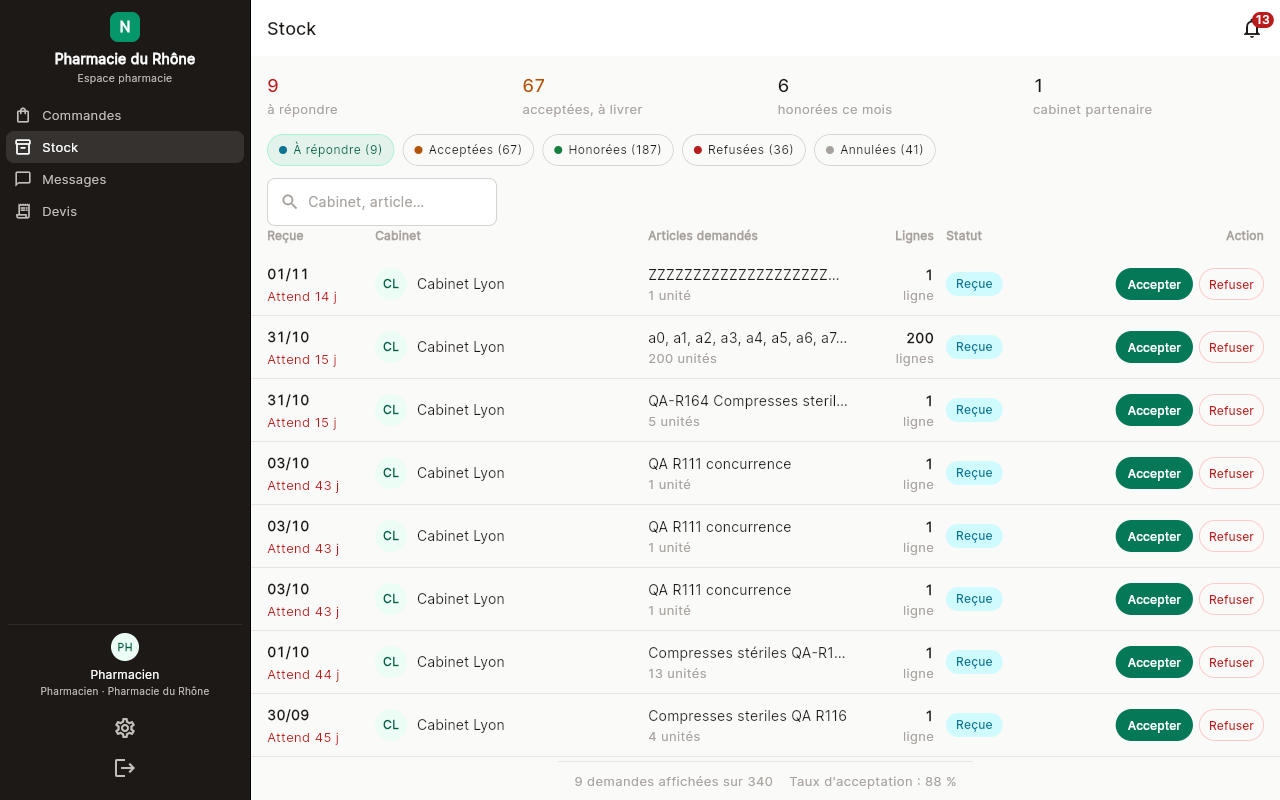 N
Pharmacie du Rhône
Espace pharmacie
Commandes
Stock
Messages
Devis
PH
Pharmacien
Pharmacien · Pharmacie du Rhône
Stock
13
9
à répondre
67
acceptées, à livrer
6
honorées ce mois
1
cabinet partenaire
À répondre (9)
Acceptées (67)
Honorées (187)
Refusées (36)
Annulées (41)
Cabinet, article...
Reçue Cabinet Articles demandés Lignes Statut Action
01/11
Attend 14 j
CL Cabinet Lyon
ZZZZZZZZZZZZZZZZZZZZ...
1 unité
1
ligne
Reçue
Accepter Refuser
31/10
Attend 15 j
CL Cabinet Lyon
a0, a1, a2, a3, a4, a5, a6, a7...
200 unités
200
lignes
Reçue
Accepter Refuser
31/10
Attend 15 j
CL Cabinet Lyon
QA-R164 Compresses steril...
5 unités
1
ligne
Reçue
Accepter Refuser
03/10
Attend 43 j
CL Cabinet Lyon
QA R111 concurrence
1 unité
1
ligne
Reçue
Accepter Refuser
03/10
Attend 43 j
CL Cabinet Lyon
QA R111 concurrence
1 unité
1
ligne
Reçue
Accepter Refuser
03/10
Attend 43 j
CL Cabinet Lyon
QA R111 concurrence
1 unité
1
ligne
Reçue
Accepter Refuser
01/10
Attend 44 j
CL Cabinet Lyon
Compresses stériles QA-R1...
13 unités
1
ligne
Reçue
Accepter Refuser
30/09
Attend 45 j
CL Cabinet Lyon
Compresses steriles QA R116
4 unités
1
ligne
Reçue
Accepter Refuser
9 demandes affichées sur 340 Taux d'acceptation : 88 %